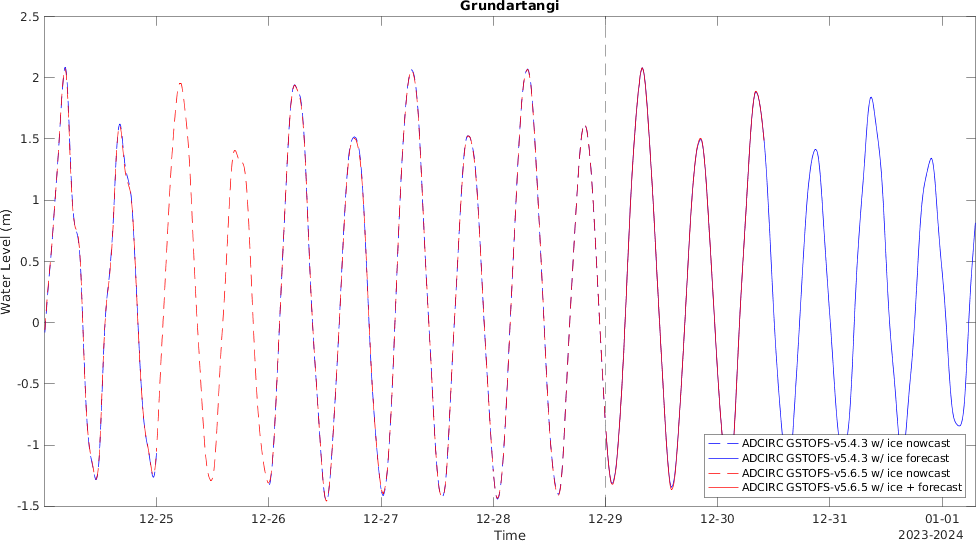 Grundartangi
2.5
2
1.5
1
0.5
0
-0.5
-1
-1.5
Water Level (m)
ADCIRC GSTOFS-v5.4.3 w/ ice nowcast
ADCIRC GSTOFS-v5.4.3 w/ ice forecast
ADCIRC GSTOFS-v5.6.5 w/ ice nowcast
ADCIRC GSTOFS-v5.6.5 w/ ice + forecast
12-25 12-26 12-27 12-28 12-29 12-30 12-31 01-01
Time
2023-2024